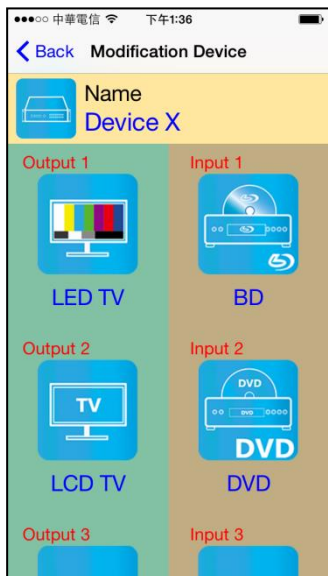 中華電信 下午1:36
Back Modification Device
Name
Device X
Output 1 Input 1
LED TV BD
Output 2 Input 2
TV DVD
DVD
DVD
LCD TV DVD
Output 3 Input 3